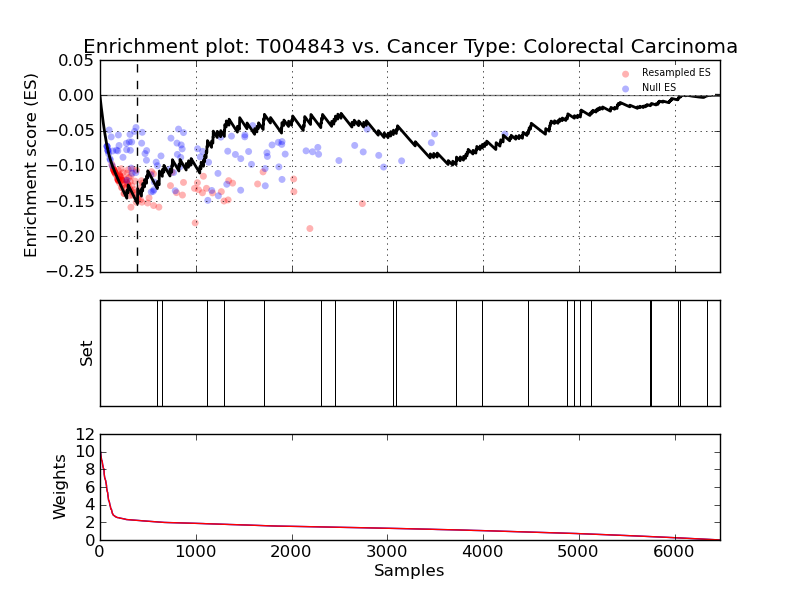 Enrichment plot: T004843 vs. Cancer Type: Colorectal Carcinoma
Enrichment score (ES)
0.05
0.00
−0.05
−0.10
−0.15
−0.20
−0.25
Resampled ES
Null ES
Set
Weights
12
10
8
6
4
2
0
0 1000 2000 3000 4000 5000 6000
Samples